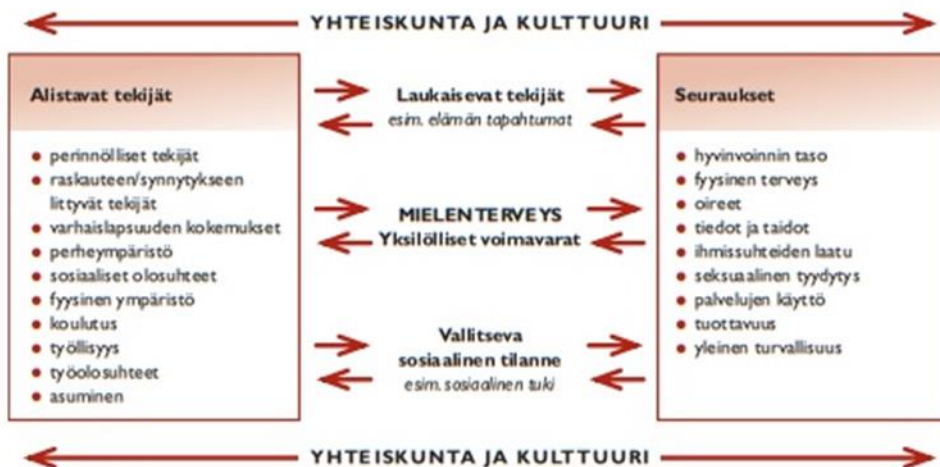 YHTEISKUNTA JA KULTTUURI
Alistavat tekijät
perinnölliset tekijät
raskauteen/synnytykseen
liittyvät tekijät
varhaislapsuuden kokemukset
perheympäristö
sosiaaliset olosuhteet
fyysinen ympäristö
koulutus
työllisyys
työolosuhteet
asuminen
Laukaisevat tekijät
esim. elämän tapahtumat
MIELENTERVEYS
Yksilölliset voimavarat
Vallitseva
sosiaalinen tilanne
esim. sosiaalinen tuki
Seuraukset
hyvinvoinnin taso
fyysinen terveys
oireet
tiedot ja taidot
ihmissuhteiden laatu
seksuaalinen tyydytys
palvelujen käyttö
tuottavuus
yleinen turvallisuus
YHTEISKUNTA JA KULTTUURI